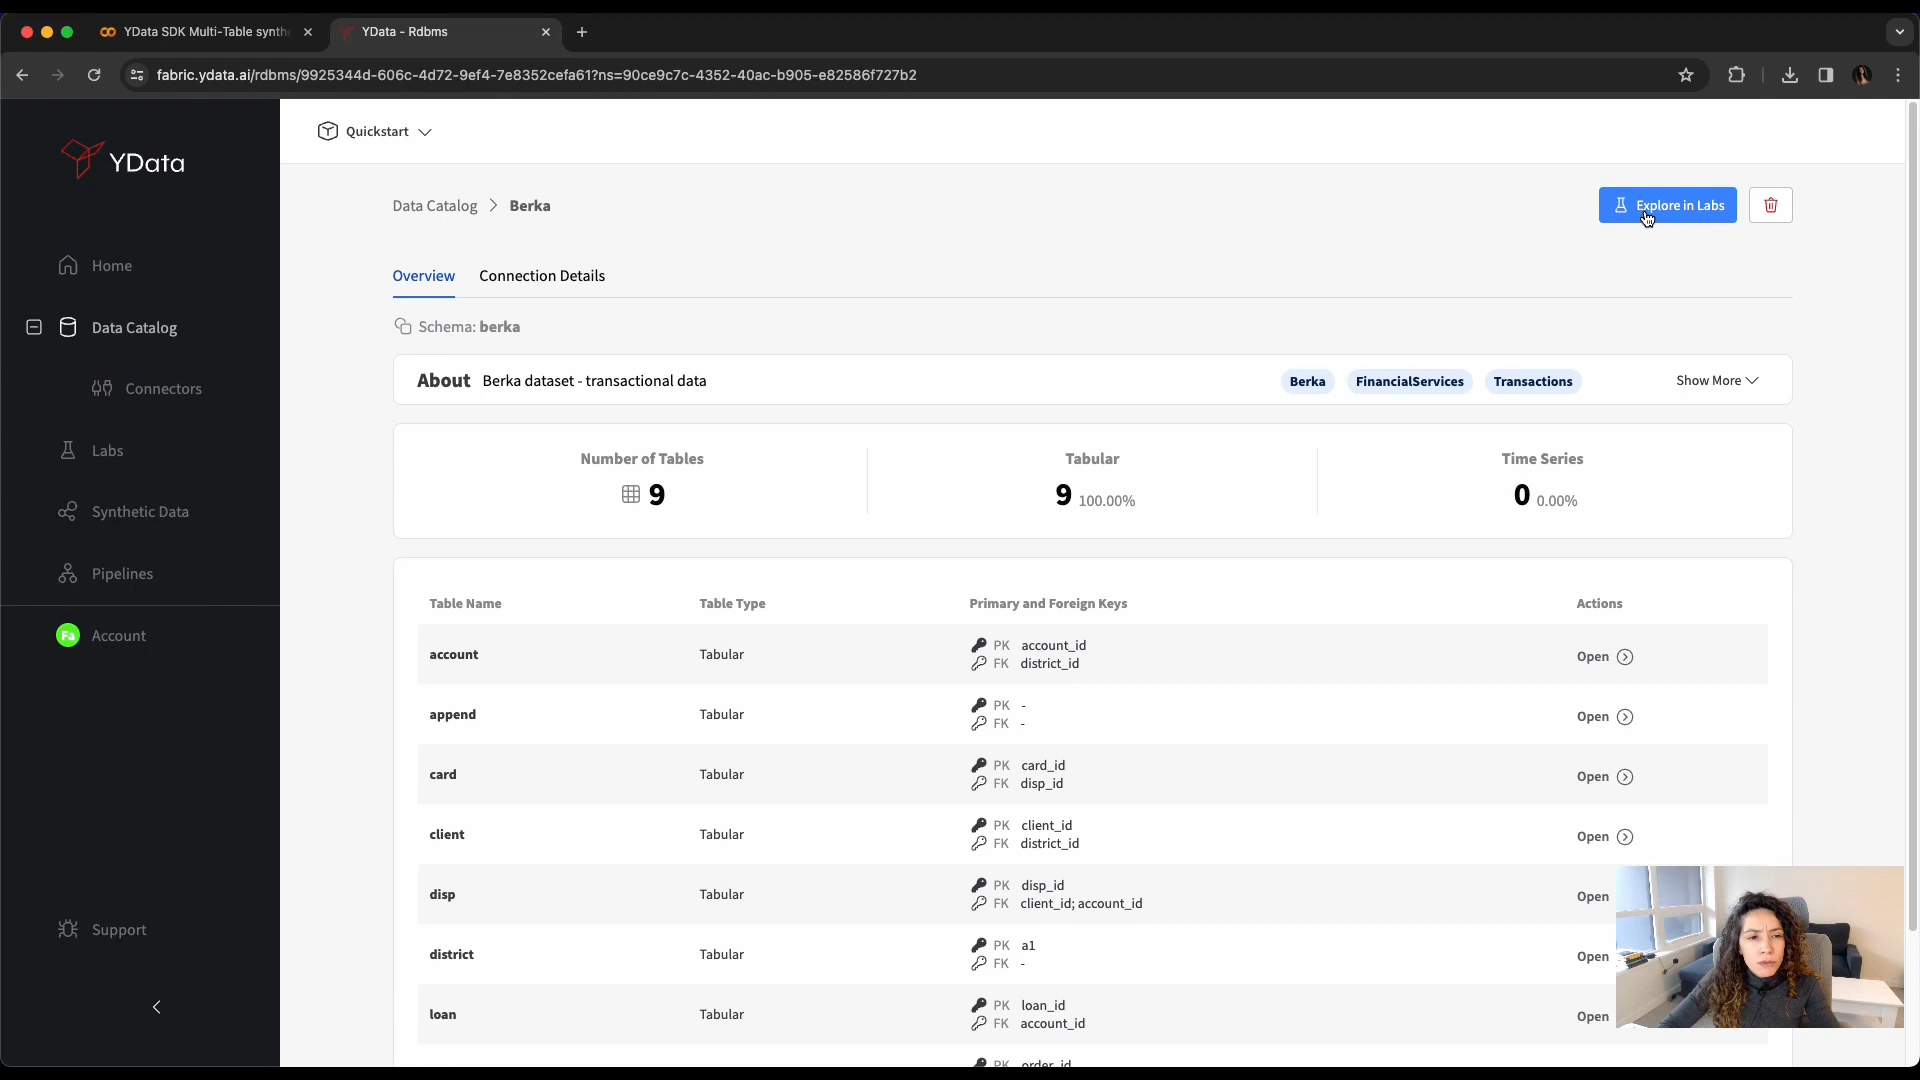 YData SDK Multi-Table synth
YData - Rdbms
fabric.ydata.ai/rdbms/9925344d-606c-4d72-9ef4-7e8352cefa61?ns=90ce9c7c-4352-40ac-b905-e82586f727b2
YData
Quickstart
Data Catalog > Berka
Explore in Labs
Home
Data Catalog
Connectors
Labs
Synthetic Data
Pipelines
Fa Account
Support
Overview
Connection Details
Schema: berka
About Berka dataset - transactional data
Berka
FinancialServices
Transactions
Show More
Number of Tables
9
Tabular
9 100.00%
Time Series
0 0.00%
Table Name Table Type Primary and Foreign Keys Actions
account Tabular PK account_id Open
FK district_id
append Tabular PK - Open
FK -
card Tabular PK card_id Open
FK disp_id
client Tabular PK client_id Open
FK district_id
disp Tabular PK disp_id Open
FK client_id; account_id
district Tabular PK a1 Open
FK -
loan Tabular PK loan_id Open
FK account_id
PK order_id